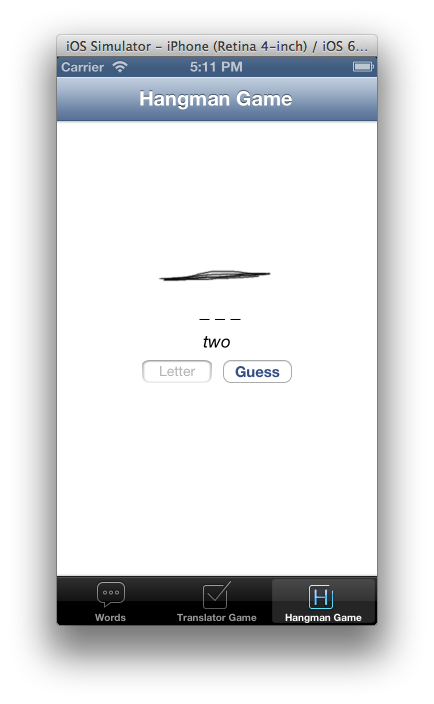 iOS Simulator - iPhone (Retina 4-inch) / iOS 6...
Carrier 5:11 PM
Hangman Game
_ _ _
two
Letter Guess
Words Translator Game Hangman Game